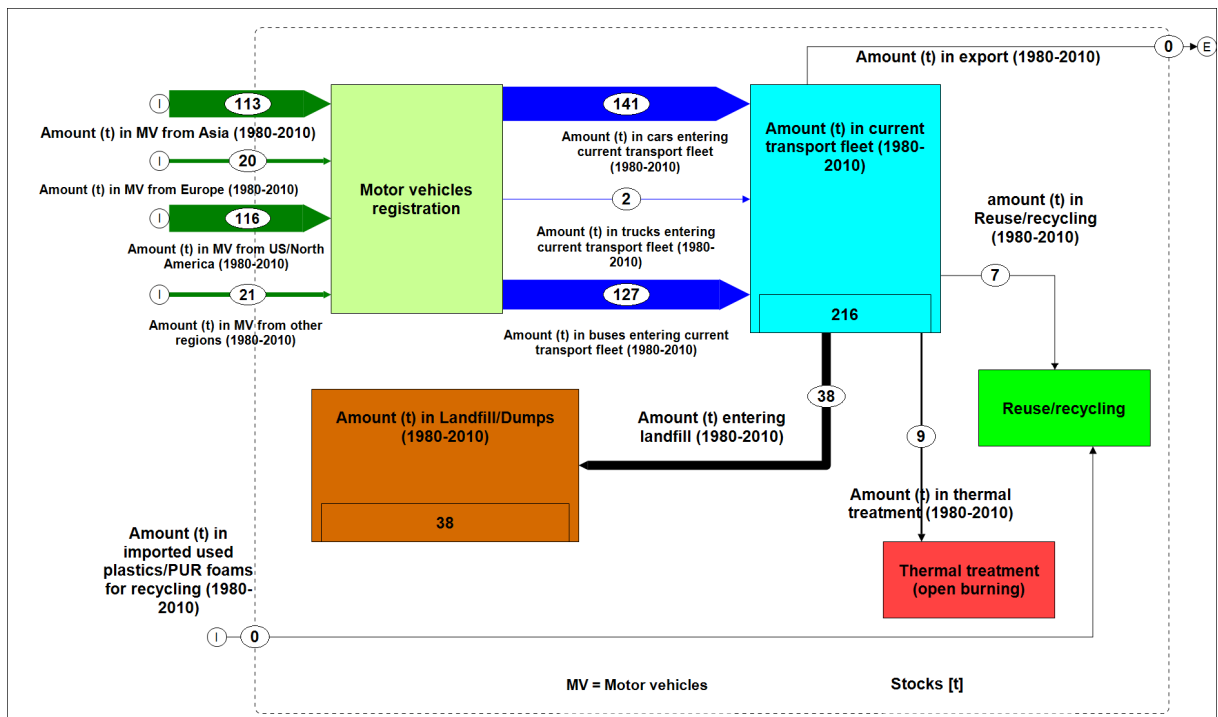 0
E
Amount (t) in export (1980-2010)
I
113
Amount (t) in MV from Asia (1980-2010)
I
20
Amount (t) in MV from Europe (1980-2010)
I
116
Amount (t) in MV from US/North
America (1980-2010)
I
21
Amount (t) in MV from other
regions (1980-2010)
Motor vehicles
registration
141
Amount (t) in cars entering
current transport fleet
(1980-2010)
2
Amount (t) in trucks entering
current transport fleet (1980-
2010)
127
Amount (t) in buses entering current
transport fleet (1980-2010)
Amount (t) in current
transport fleet (1980-
2010)
216
amount (t) in
Reuse/recycling
(1980-2010)
7
Reuse/recycling
38
Amount (t) entering
landfill (1980-2010)
Amount (t) in Landfill/Dumps
(1980-2010)
38
9
Amount (t) in thermal
treatment (1980-2010)
Thermal treatment
(open burning)
Amount (t) in
imported used
plastics/PUR foams
for recycling (1980-
2010)
I
0
MV = Motor vehicles
Stocks [t]